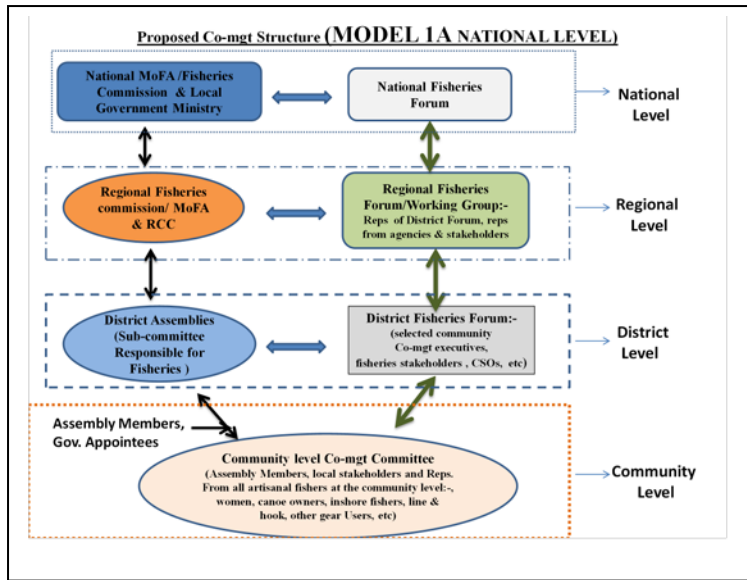 Proposed Co-mgt Structure (MODEL 1A NATIONAL LEVEL)
National MoFA /Fisheries
Commission & Local
Government Ministry
National Fisheries
Forum
National
Level
Regional Fisheries
commission/ MoFA
& RCC
Regional Fisheries
Forum/Working Group:-
Reps of District Forum, reps
from agencies & stakeholders
Regional
Level
District Assemblies
(Sub-committee
Responsible for
Fisheries )
District Fisheries Forum:-
(selected community
Co-mgt executives,
fisheries stakeholders , CSOs, etc)
District
Level
Assembly Members,
Gov. Appointees
Community level Co-mgt Committee
(Assembly Members, local stakeholders and Reps.
From all artisanal fishers at the community level:-,
women, canoe owners, inshore fishers, line &
hook, other gear Users, etc)
Community
Level